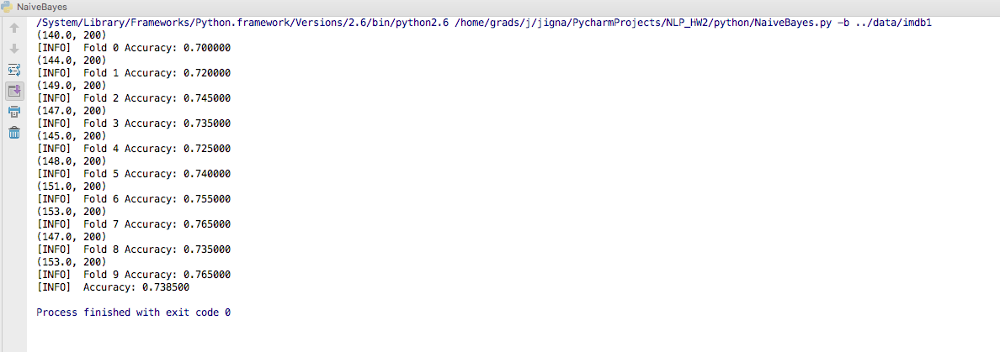 NaiveBayes
/System/Library/Frameworks/Python.framework/Versions/2.6/bin/python2.6 /home/grads/j/jigna/PycharmProjects/NLP_HW2/python/NaiveBayes.py -b ../data/imdb1
(140.0, 200)
[INFO]  Fold 0 Accuracy: 0.700000
(144.0, 200)
[INFO]  Fold 1 Accuracy: 0.720000
(149.0, 200)
[INFO]  Fold 2 Accuracy: 0.745000
(147.0, 200)
[INFO]  Fold 3 Accuracy: 0.735000
(145.0, 200)
[INFO]  Fold 4 Accuracy: 0.725000
(148.0, 200)
[INFO]  Fold 5 Accuracy: 0.740000
(151.0, 200)
[INFO]  Fold 6 Accuracy: 0.755000
(153.0, 200)
[INFO]  Fold 7 Accuracy: 0.765000
(147.0, 200)
[INFO]  Fold 8 Accuracy: 0.735000
(153.0, 200)
[INFO]  Fold 9 Accuracy: 0.765000
[INFO]  Accuracy: 0.738500
Process finished with exit code 0